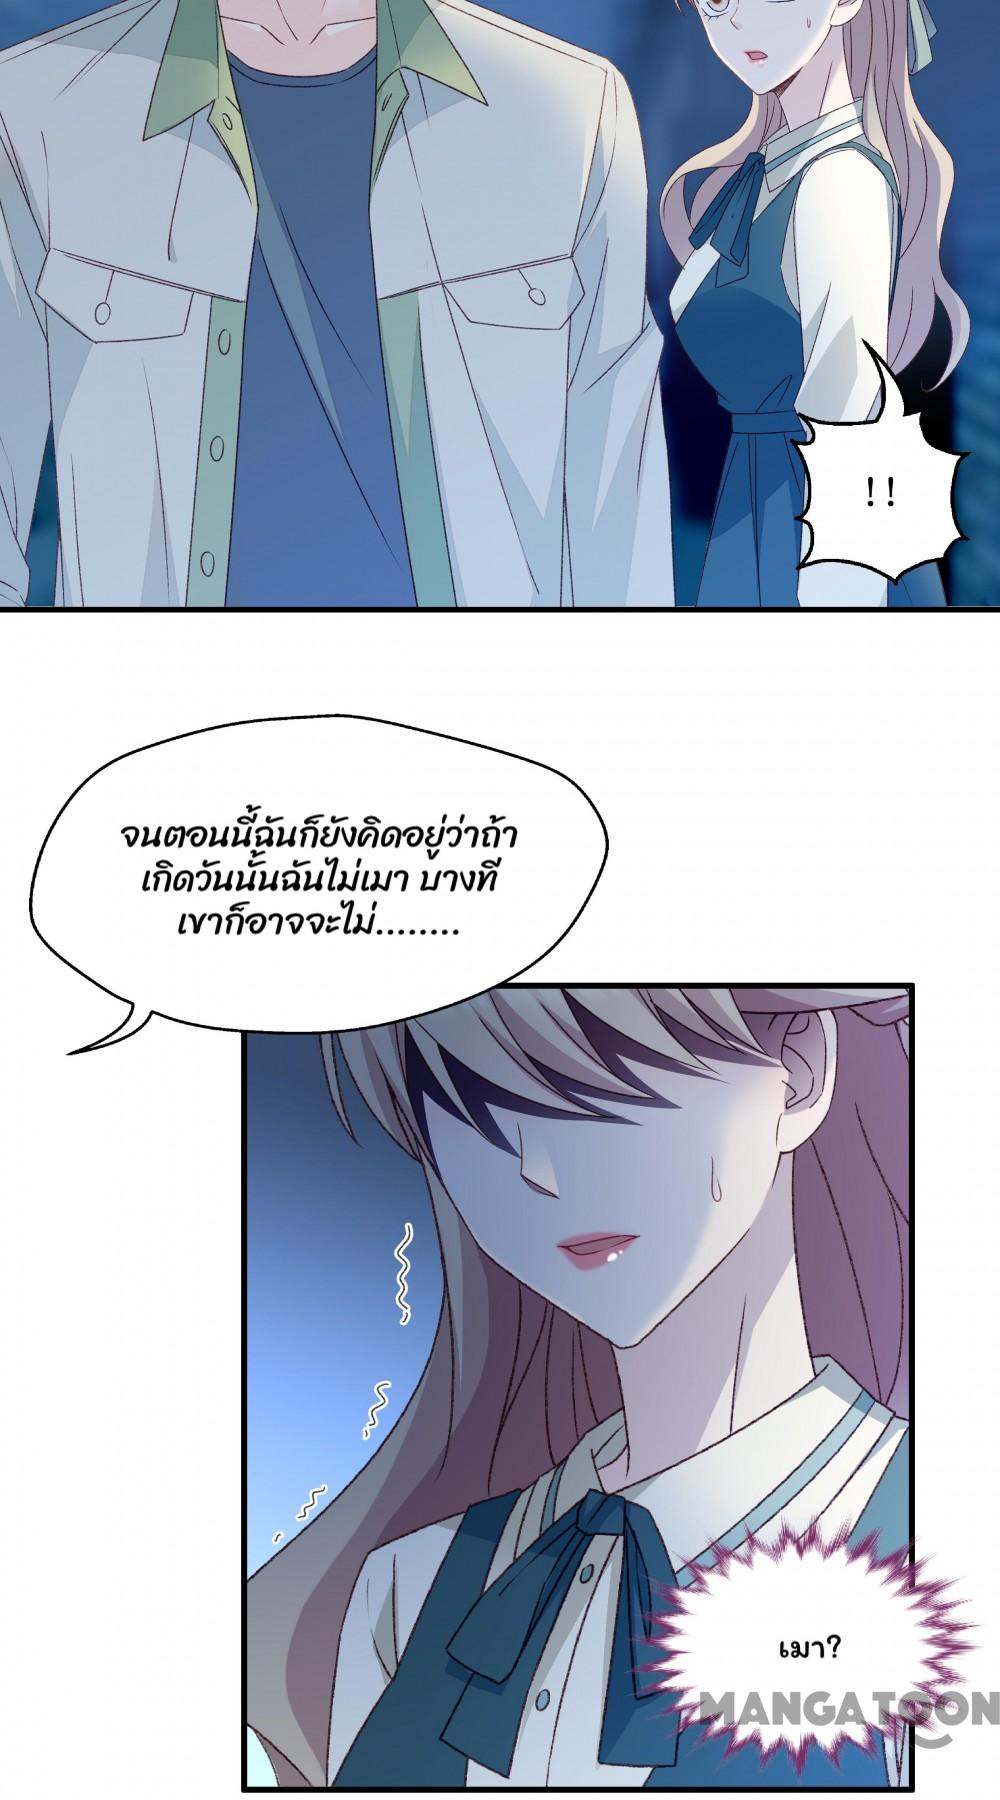 !!
จนตอนนี้ฉันก็ยังคิดอยู่ว่าถ้า
เกิดวันนั้นฉันไม่เมา บางที
เขาก็อาจจะไม่........
เมา?
MANGATOON